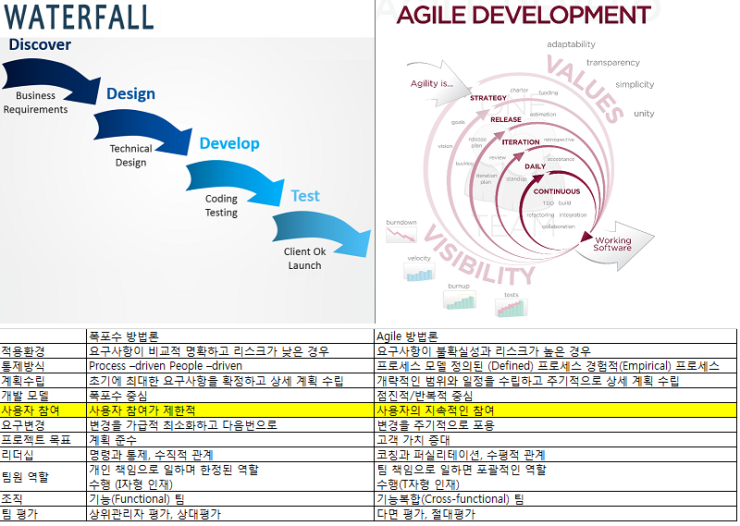 WATERFALL
Discover
Business
Requirements
Design
Technical
Design
Develop
Coding
Testing
Test
Client Ok
Launch
AGILE DEVELOPMENT
adaptability
transparency
simplicity
unity
VALUES
Agility is...
STRATEGY
charter
funding
goals
RELEASE
estimation
vision
release
plan
ITERATION
retrospective
review
acceptance
DAILY
iteration
plan
standup
CONTINUOUS
TDD
build
refactoring
integration
collaboration
TEAM
Working
Software
VISIBILITY
burndown
velocity
burnup
tests
폭포수 방법론 Agile 방법론
적용환경 요구사항이 비교적 명확하고 리스크가 낮은 경우 요구사항이 불확실성과 리스크가 높은 경우
통제방식 Process –driven People –driven 프로세스 모델 정의된 (Defined) 프로세스 경험적(Empirical) 프로세스
계획수립 초기에 최대한 요구사항을 확정하고 상세 계획 수립 개략적인 범위와 일정을 수립하고 주기적으로 상세 계획 수립
개발 모델 폭포수 중심 점진적/반복적 중심
사용자 참여 사용자 참여가 제한적 사용자의 지속적인 참여
요구변경 변경을 가급적 최소화하고 다음번으로 변경을 주기적으로 포용
프로젝트 목표 계획 준수 고객 가치 증대
리더십 명령과 통제, 수직적 관계 코칭과 퍼실리테이션, 수평적 관계
팀원 역할 개인 책임으로 일하며 한정된 역할 팀 책임으로 일하면 포괄적인 역할
수행 (I자형 인재) 수행(T자형 인재)
조직 기능(Functional) 팀 기능복합(Cross-functional) 팀
팀 평가 상위관리자 평가, 상대평가 다면 평가, 절대평가